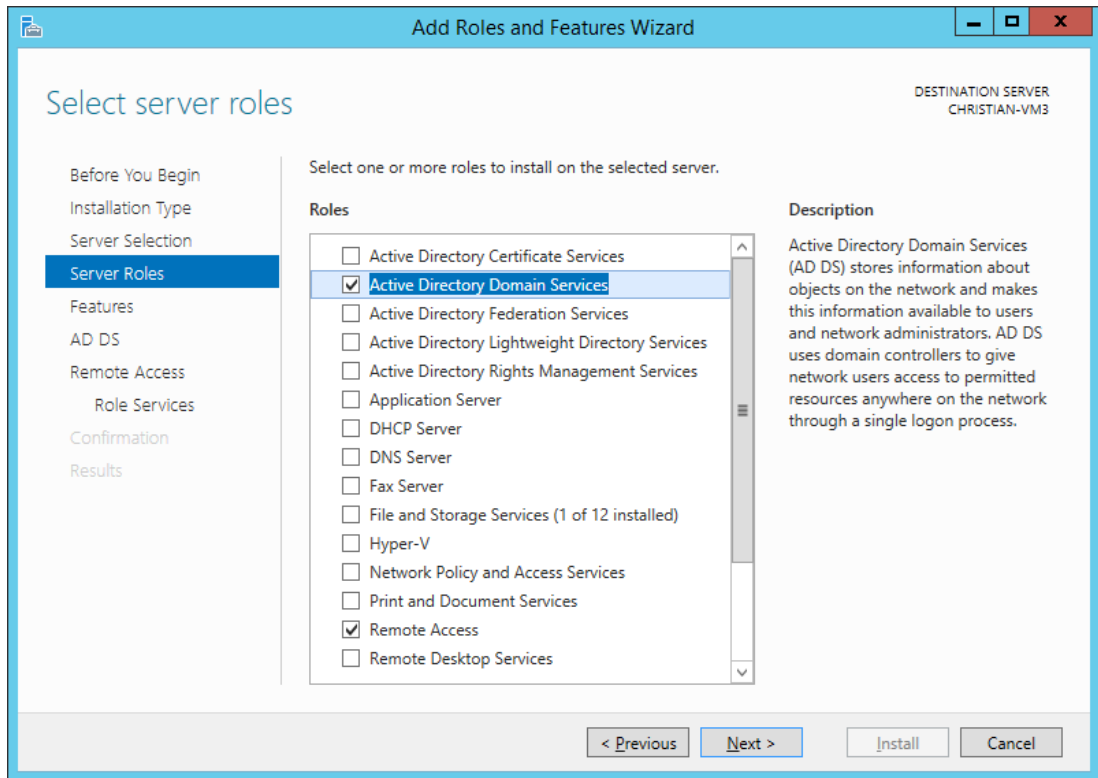 Add Roles and Features Wizard
Select server roles
DESTINATION SERVER
CHRISTIAN-VM3
Before You Begin
Installation Type
Server Selection
Server Roles
Features
AD DS
Remote Access
Role Services
Confirmation
Results
Select one or more roles to install on the selected server.
Roles
Active Directory Certificate Services
Active Directory Domain Services
Active Directory Federation Services
Active Directory Lightweight Directory Services
Active Directory Rights Management Services
Application Server
DHCP Server
DNS Server
Fax Server
File and Storage Services (1 of 12 installed)
Hyper-V
Network Policy and Access Services
Print and Document Services
Remote Access
Remote Desktop Services
Description
Active Directory Domain Services
(AD DS) stores information about
objects on the network and makes
this information available to users
and network administrators. AD DS
uses domain controllers to give
network users access to permitted
resources anywhere on the network
through a single logon process.
< Previous
Next >
Install
Cancel